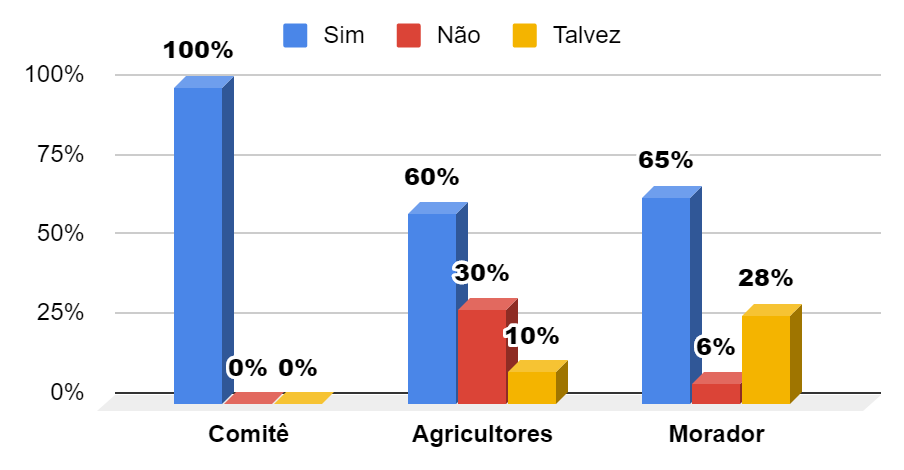 Sim Não Talvez
100%
75%
50%
25%
0%
100% 0% 0%
60% 30% 10%
65% 6% 28%
Comitê Agricultores Morador